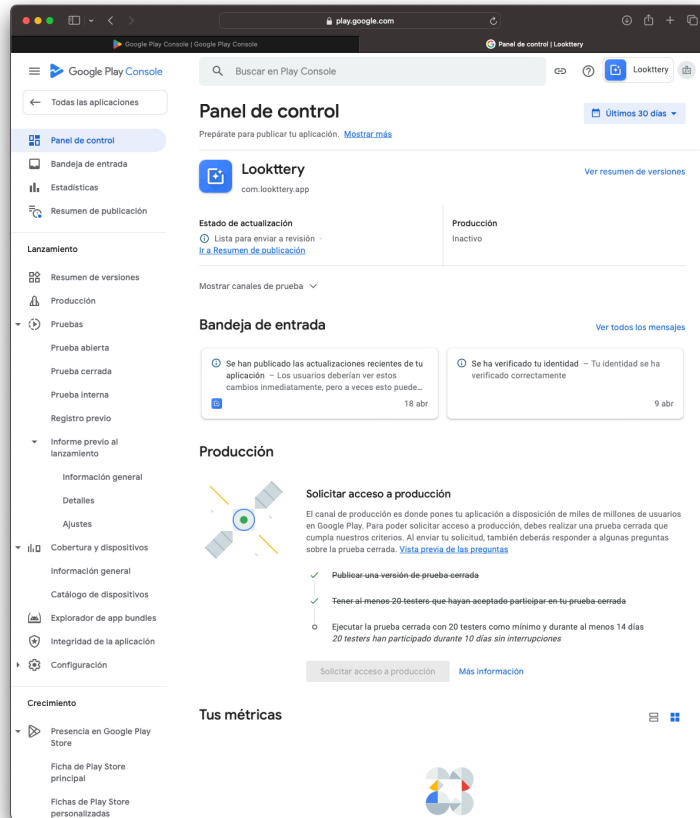 play.google.com
Google Play Console | Google Play Console
Panel de control | Lookttery
Google Play Console
Buscar en Play Console
Lookttery
Todas las aplicaciones
Panel de control
Bandeja de entrada
Estadísticas
Resumen de publicación
Lanzamiento
Resumen de versiones
Producción
Pruebas
Prueba abierta
Prueba cerrada
Prueba interna
Registro previo
Informe previo al
lanzamiento
Información general
Detalles
Ajustes
Cobertura y dispositivos
Información general
Catálogo de dispositivos
Explorador de app bundles
Integridad de la aplicación
Configuración
Crecimiento
Presencia en Google Play
Store
Ficha de Play Store
principal
Fichas de Play Store
personalizadas
Panel de control
Últimos 30 días
Prepárate para publicar tu aplicación. Mostrar más
Lookttery
com.lookttery.app
Ver resumen de versiones
Estado de actualización
Lista para enviar a revisión ·
Ir a Resumen de publicación
Producción
Inactivo
Mostrar canales de prueba
Bandeja de entrada
Ver todos los mensajes
Se han publicado las actualizaciones recientes de tu
aplicación – Los usuarios deberían ver estos
cambios inmediatamente, pero a veces esto puede...
18 abr
Se ha verificado tu identidad – Tu identidad se ha
verificado correctamente
9 abr
Producción
Solicitar acceso a producción
El canal de producción es donde pones tu aplicación a disposición de miles de millones de usuarios
en Google Play. Para poder solicitar acceso a producción, debes realizar una prueba cerrada que
cumpla nuestros criterios. Al enviar tu solicitud, también deberás responder a algunas preguntas
sobre la prueba cerrada. Vista previa de las preguntas
Publicar una versión de prueba cerrada
Tener al menos 20 testers que hayan aceptado participar en tu prueba cerrada
Ejecutar la prueba cerrada con 20 testers como mínimo y durante al menos 14 días
20 testers han participado durante 10 días sin interrupciones
Solicitar acceso a producción
Más información
Tus métricas